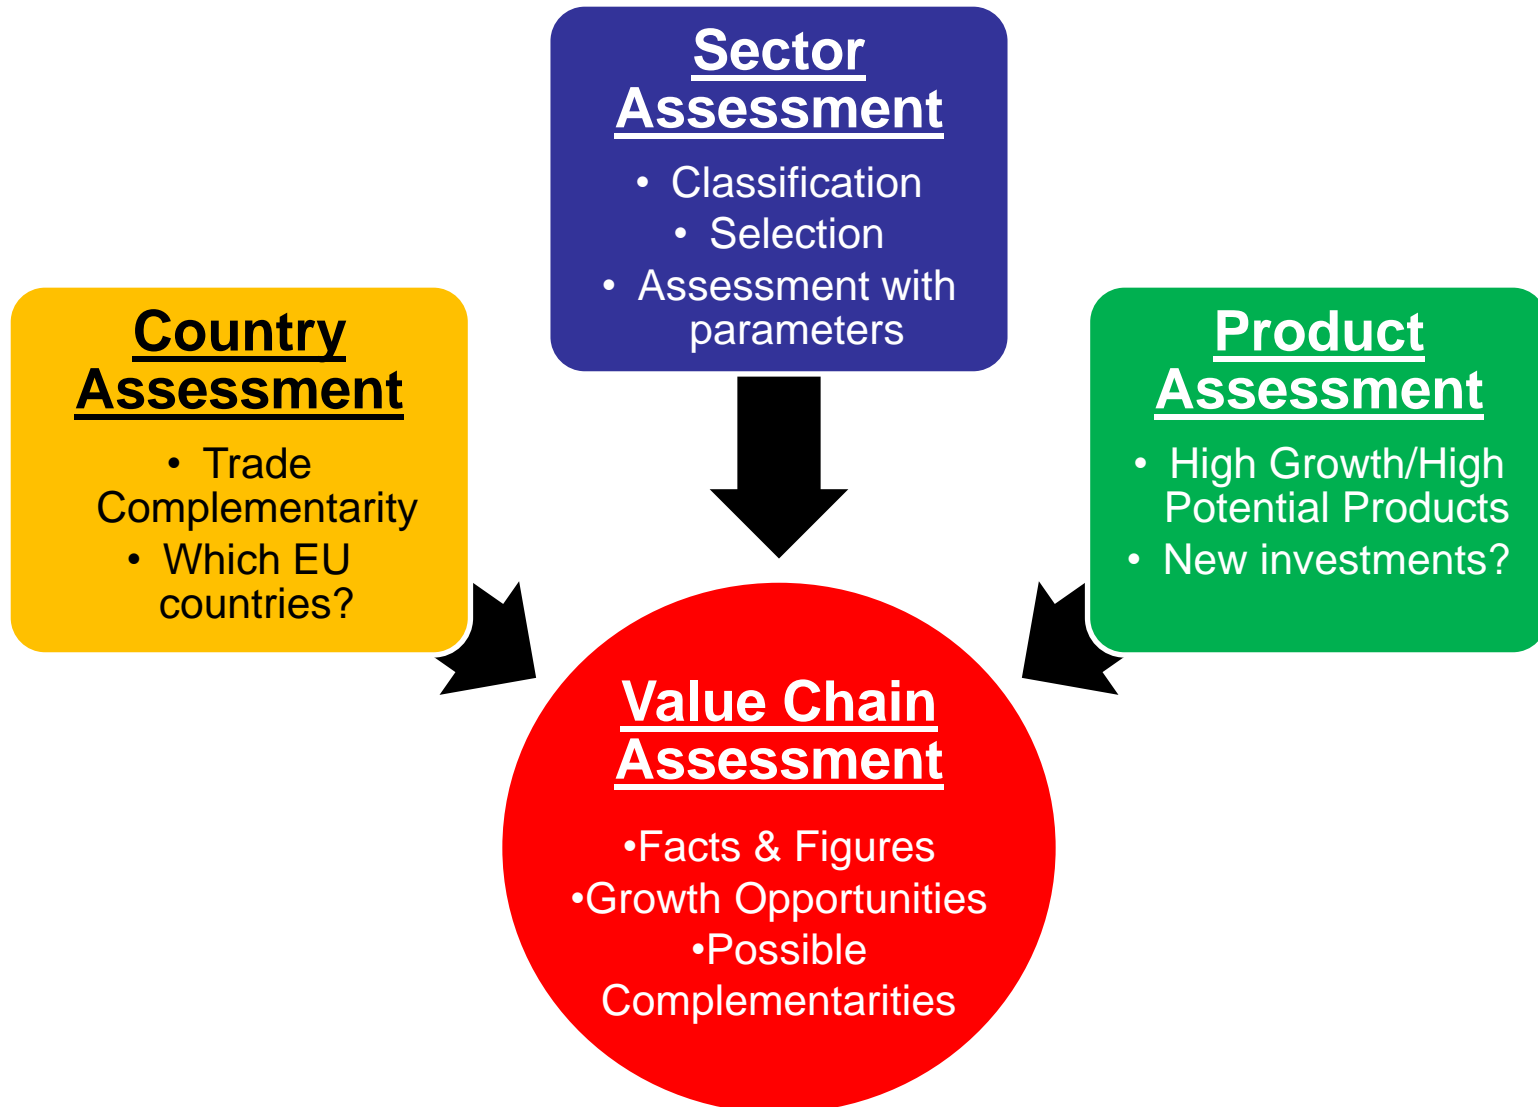 Sector
Assessment
• Classification
• Selection
• Assessment with
parameters
Country
Assessment
• Trade
Complementarity
• Which EU
countries?
Product
Assessment
• High Growth/High
Potential Products
• New investments?
Value Chain
Assessment
•Facts & Figures
•Growth Opportunities
•Possible
Complementarities